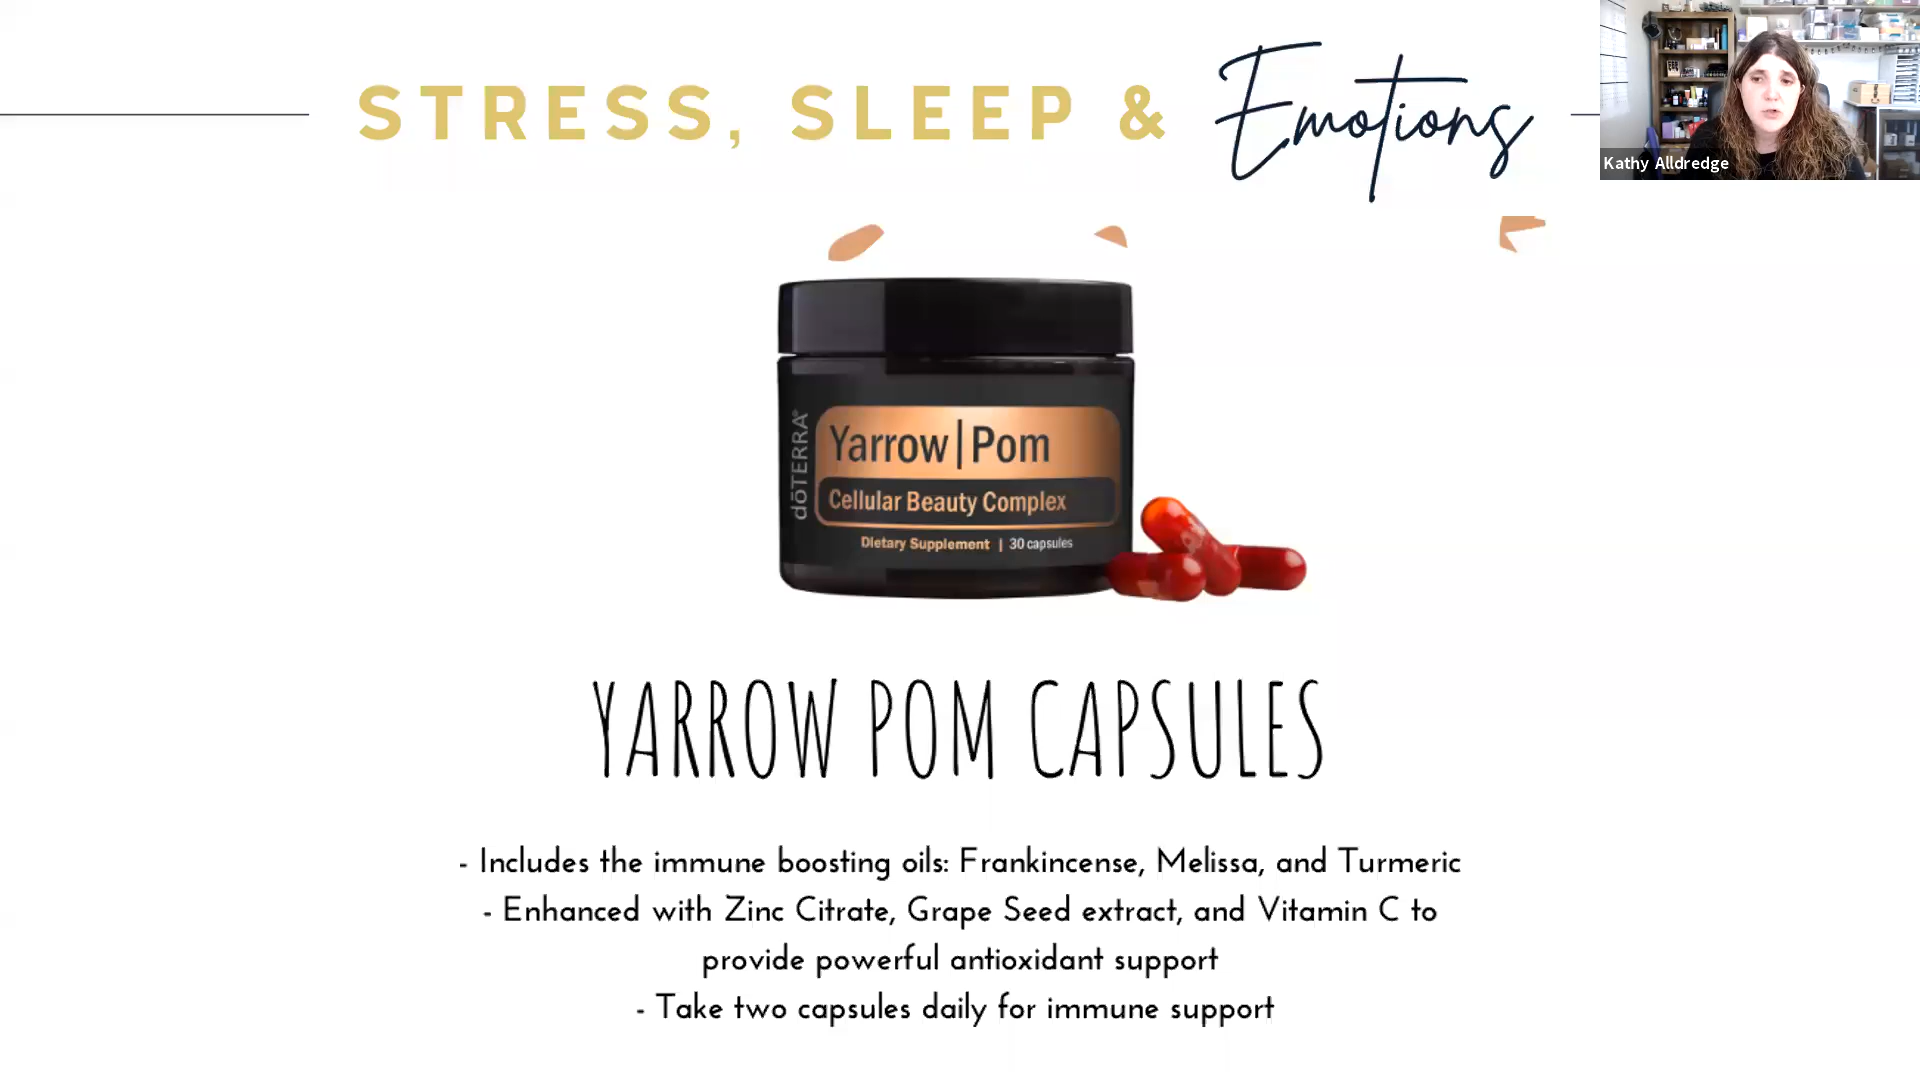 STRESS, SLEEP & Emotions
Kathy Alldredge
dōTERRA®
Yarrow|Pom
Cellular Beauty Complex
Dietary Supplement | 30 capsules
YARROW POM CAPSULES
- Includes the immune boosting oils: Frankincense, Melissa, and Turmeric
- Enhanced with Zinc Citrate, Grape Seed extract, and Vitamin C to
provide powerful antioxidant support
- Take two capsules daily for immune support